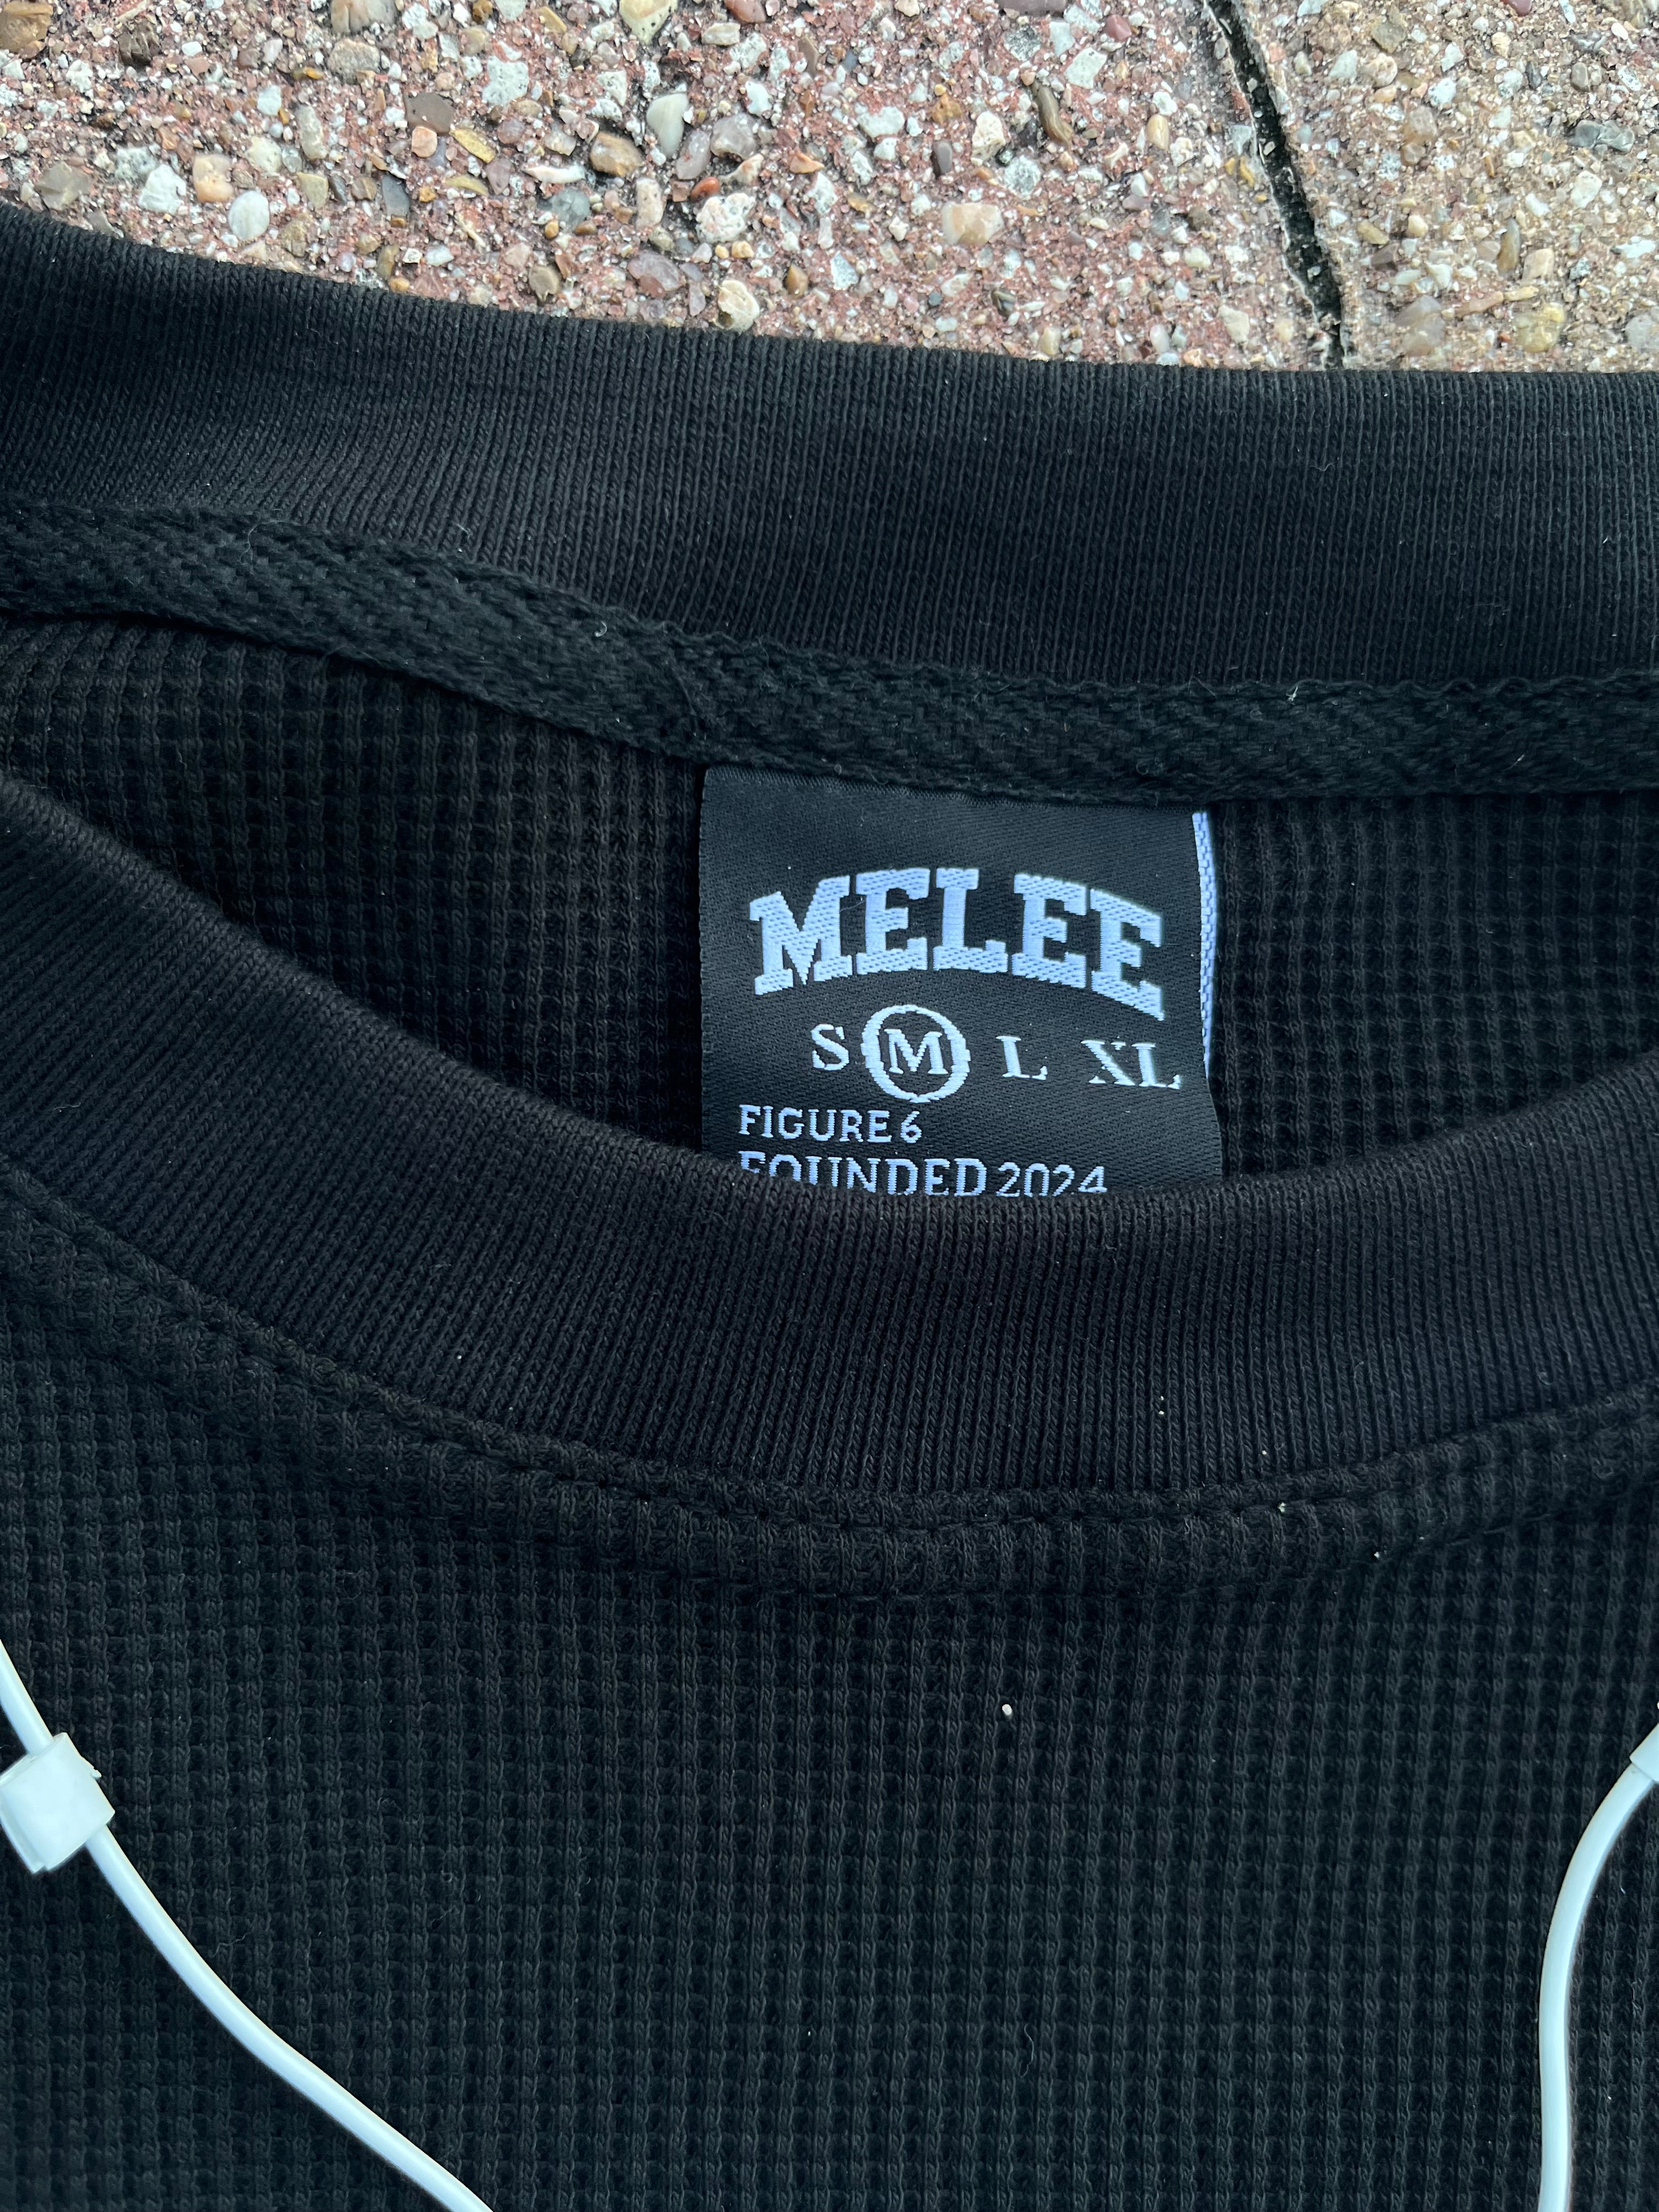 MELEE
S M L XL
FIGURE 6
FOUNDED 2024